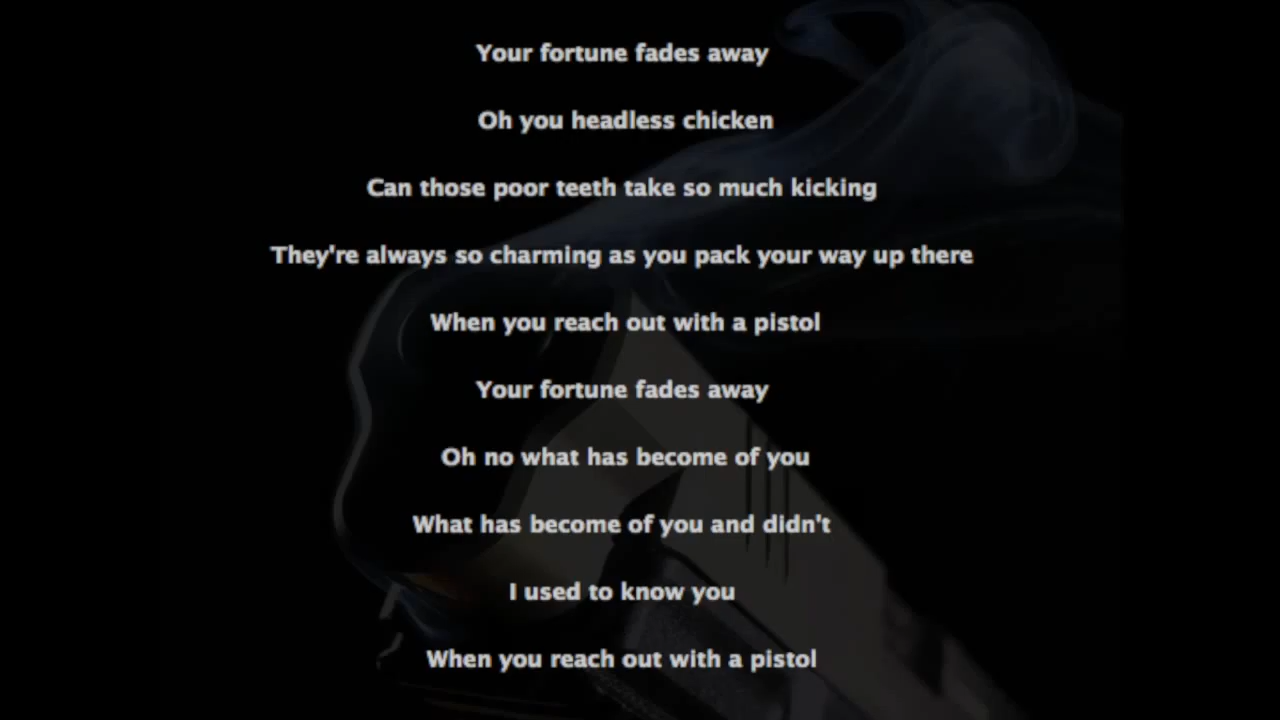 Your fortune fades away
Oh you headless chicken
Can those poor teeth take so much kicking
They're always so charming as you pack your way up there
When you reach out with a pistol
Your fortune fades away
Oh no what has become of you
What has become of you and didn't
I used to know you
When you reach out with a pistol